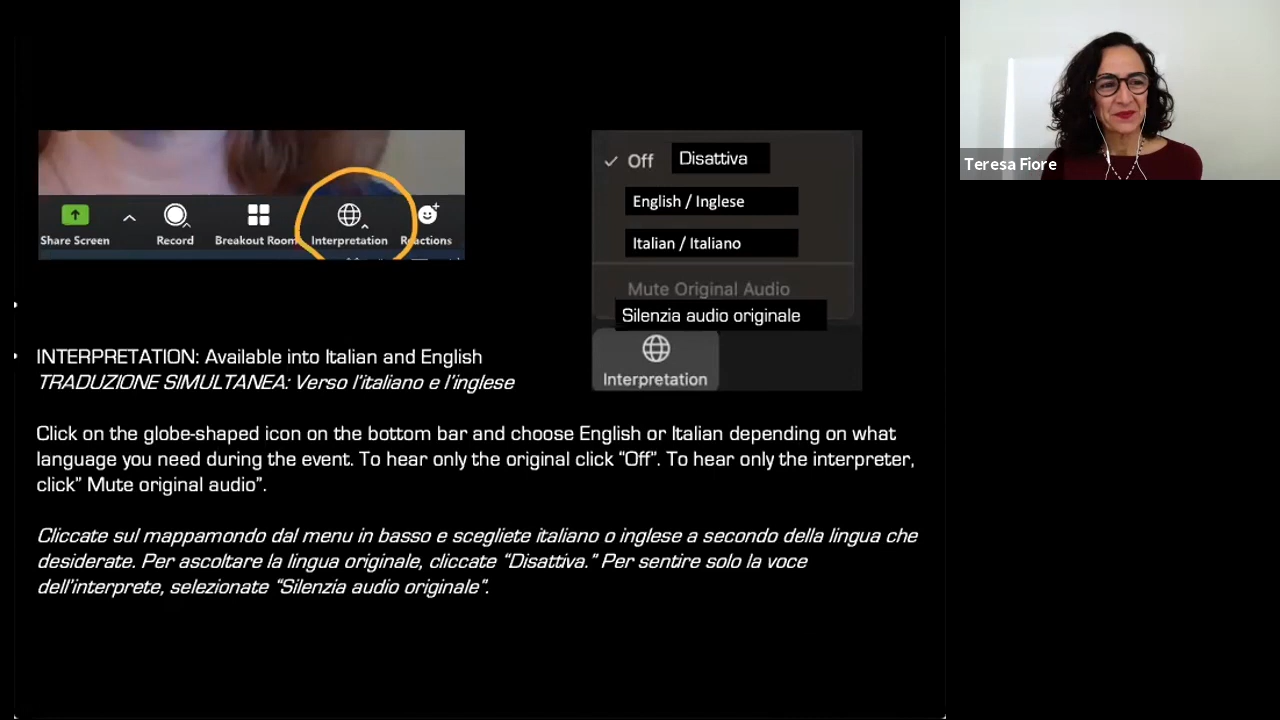 Share Screen
Record
Breakout Room
Interpretation
Reactions
Off
Disattiva
English / Inglese
Italian / Italiano
Mute Original Audio
Silenzia audio originale
Interpretation
Teresa Fiore
INTERPRETATION: Available into Italian and English
TRADUZIONE SIMULTANEA: Verso l'italiano e l'inglese
Click on the globe-shaped icon on the bottom bar and choose English or Italian depending on what
language you need during the event. To hear only the original click “Off”. To hear only the interpreter,
click” Mute original audio”.
Cliccate sul mappamondo dal menu in basso e scegliete italiano o inglese a secondo della lingua che
desiderate. Per ascoltare la lingua originale, cliccate “Disattiva.” Per sentire solo la voce
dell'interprete, selezionate “Silenzia audio originale”.